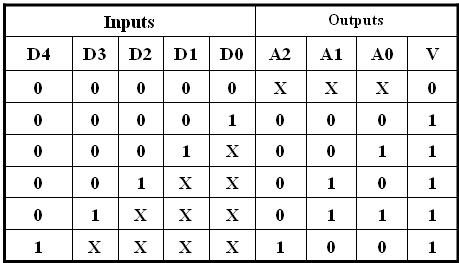 Inputs Outputs
D4 D3 D2 D1 D0 A2 A1 A0 V
0 0 0 0 0 X X X 0
0 0 0 0 1 0 0 0 1
0 0 0 1 X 0 0 1 1
0 0 1 X X 0 1 0 1
0 1 X X X 0 1 1 1
1 X X X X 1 0 0 1